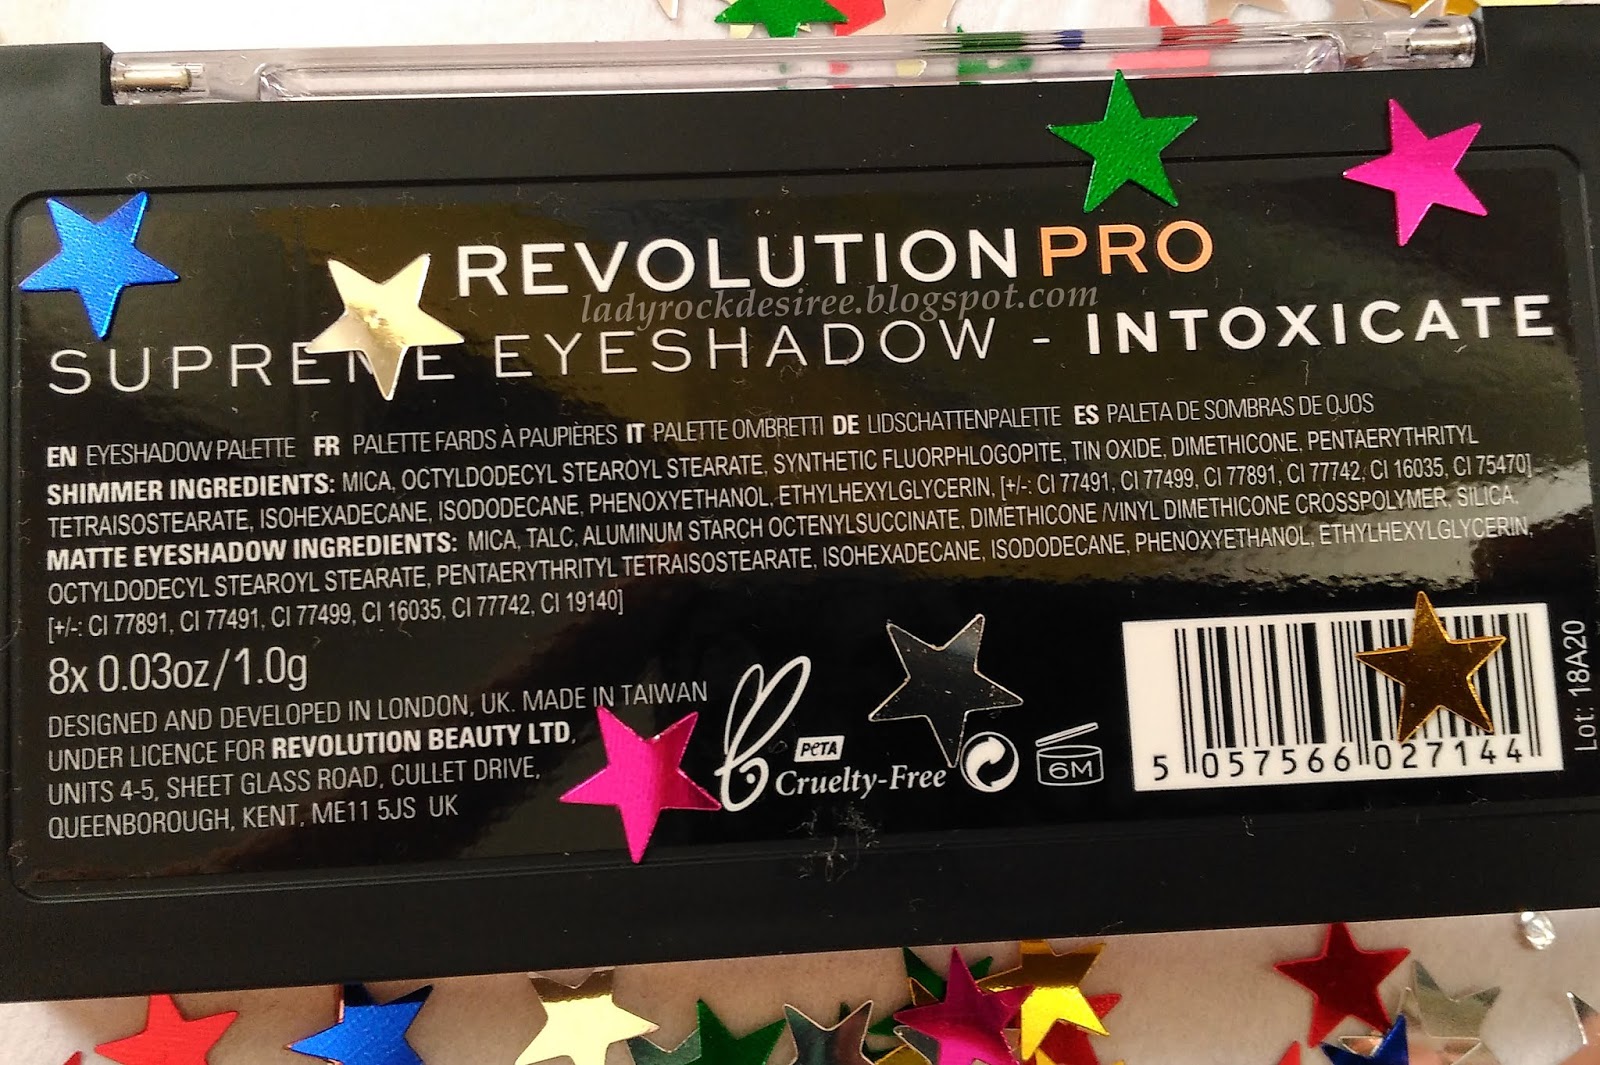 REVOLUTION PRO
ladyrockdesiree.blogspot.com
SUPREME EYESHADOW - INTOXICATE
EN EYESHADOW PALETTE FR PALETTE FARDS À PAUPIÈRES IT PALETTE OMBRETTI DE LIDSCHATTENPALETTE ES PALETA DE SOMBRAS DE OJOS
SHIMMER INGREDIENTS: MICA, OCTYLDODECYL STEAROYL STEARATE, SYNTHETIC FLUORPHLOGOPITE, TIN OXIDE, DIMETHICONE, PENTAERYTHRITYL
TETRAISOSTEARATE, ISOHEXADECANE, ISODODECANE, PHENOXYETHANOL, ETHYLHEXYLGLYCERIN, [+/-: CI 77491, CI 77499, CI 77891, CI 77742, CI 16035, CI 75470]
MATTE EYESHADOW INGREDIENTS: MICA, TALC, ALUMINUM STARCH OCTENYLSUCCINATE, DIMETHICONE /VINYL DIMETHICONE CROSSPOLYMER, SILICA,
OCTYLDODECYL STEAROYL STEARATE, PENTAERYTHRITYL TETRAISOSTEARATE, ISOHEXADECANE, ISODODECANE, PHENOXYETHANOL, ETHYLHEXYLGLYCERIN,
[+/-: CI 77891, CI 77491, CI 77499, CI 16035, CI 77742, CI 19140]
8x 0.03oz/1.0g
DESIGNED AND DEVELOPED IN LONDON, UK. MADE IN TAIWAN
UNDER LICENCE FOR REVOLUTION BEAUTY LTD,
UNITS 4-5, SHEET GLASS ROAD, CULLET DRIVE,
QUEENBOROUGH, KENT, ME11 5JS UK
PETA
Cruelty-Free
6M
5 057566 027144
Lot: 18A20